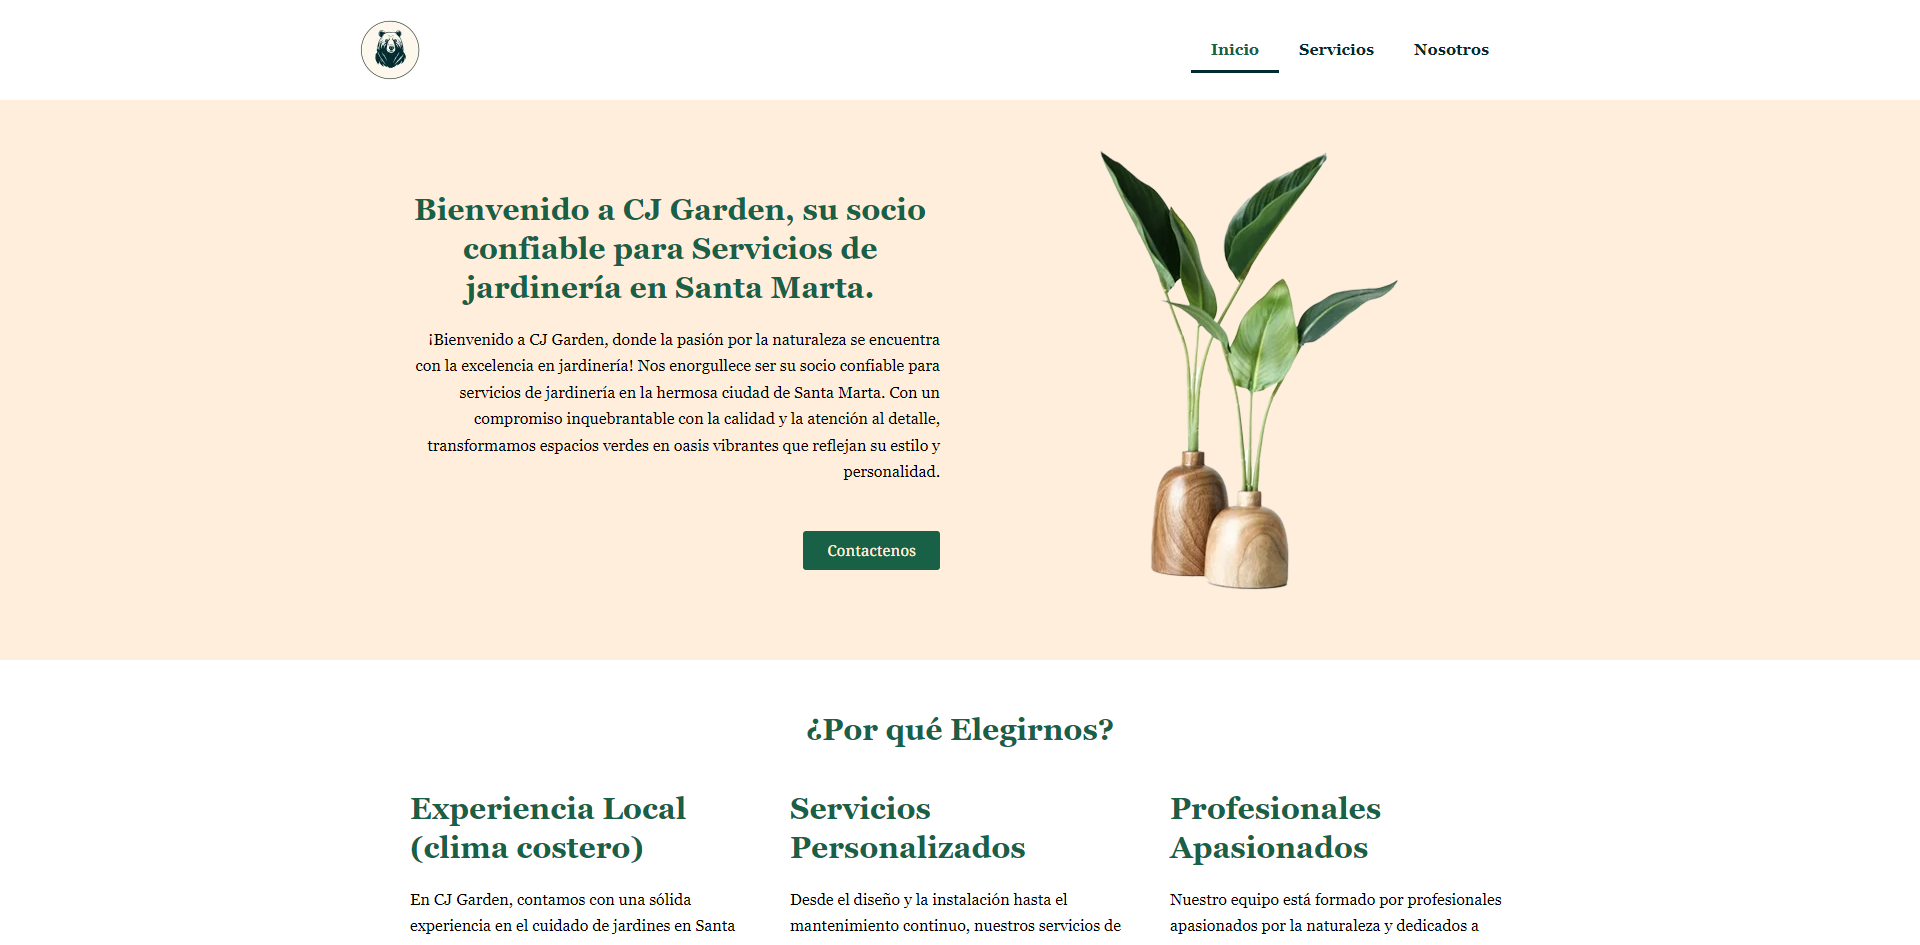 Inicio Servicios Nosotros
Bienvenido a CJ Garden, su socio
confiable para Servicios de
jardinería en Santa Marta.
¡Bienvenido a CJ Garden, donde la pasión por la naturaleza se encuentra
con la excelencia en jardinería! Nos enorgullece ser su socio confiable para
servicios de jardinería en la hermosa ciudad de Santa Marta. Con un
compromiso inquebrantable con la calidad y la atención al detalle,
transformamos espacios verdes en oasis vibrantes que reflejan su estilo y
personalidad.
Contactenos
¿Por qué Elegirnos?
Experiencia Local
(clima costero)
En CJ Garden, contamos con una sólida
experiencia en el cuidado de jardines en Santa
Servicios
Personalizados
Desde el diseño y la instalación hasta el
mantenimiento continuo, nuestros servicios de
Profesionales
Apasionados
Nuestro equipo está formado por profesionales
apasionados por la naturaleza y dedicados a